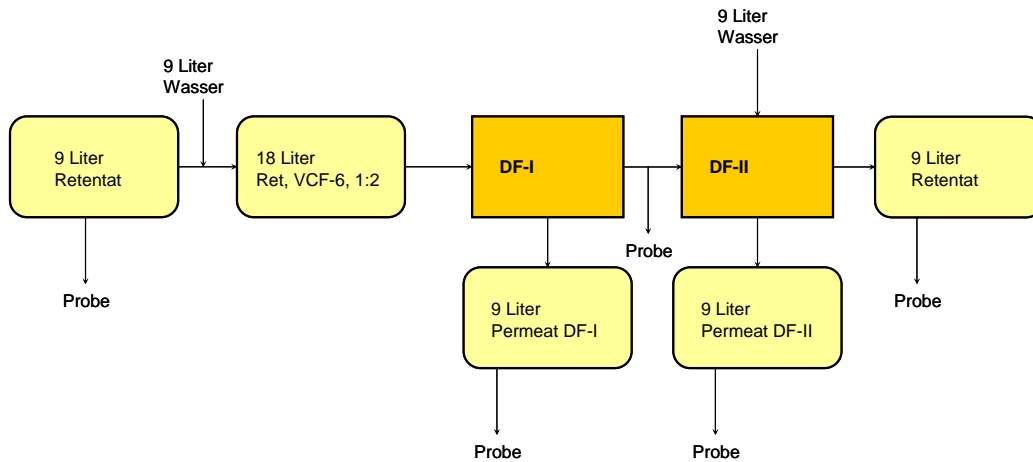 9 Liter
Wasser
9 Liter
Wasser
9 Liter
Retentat
18 Liter
Ret, VCF-6, 1:2
DF-I
DF-II
9 Liter
Retentat
Probe
Probe
Probe
9 Liter
Permeat DF-I
9 Liter
Permeat DF-II
Probe
Probe